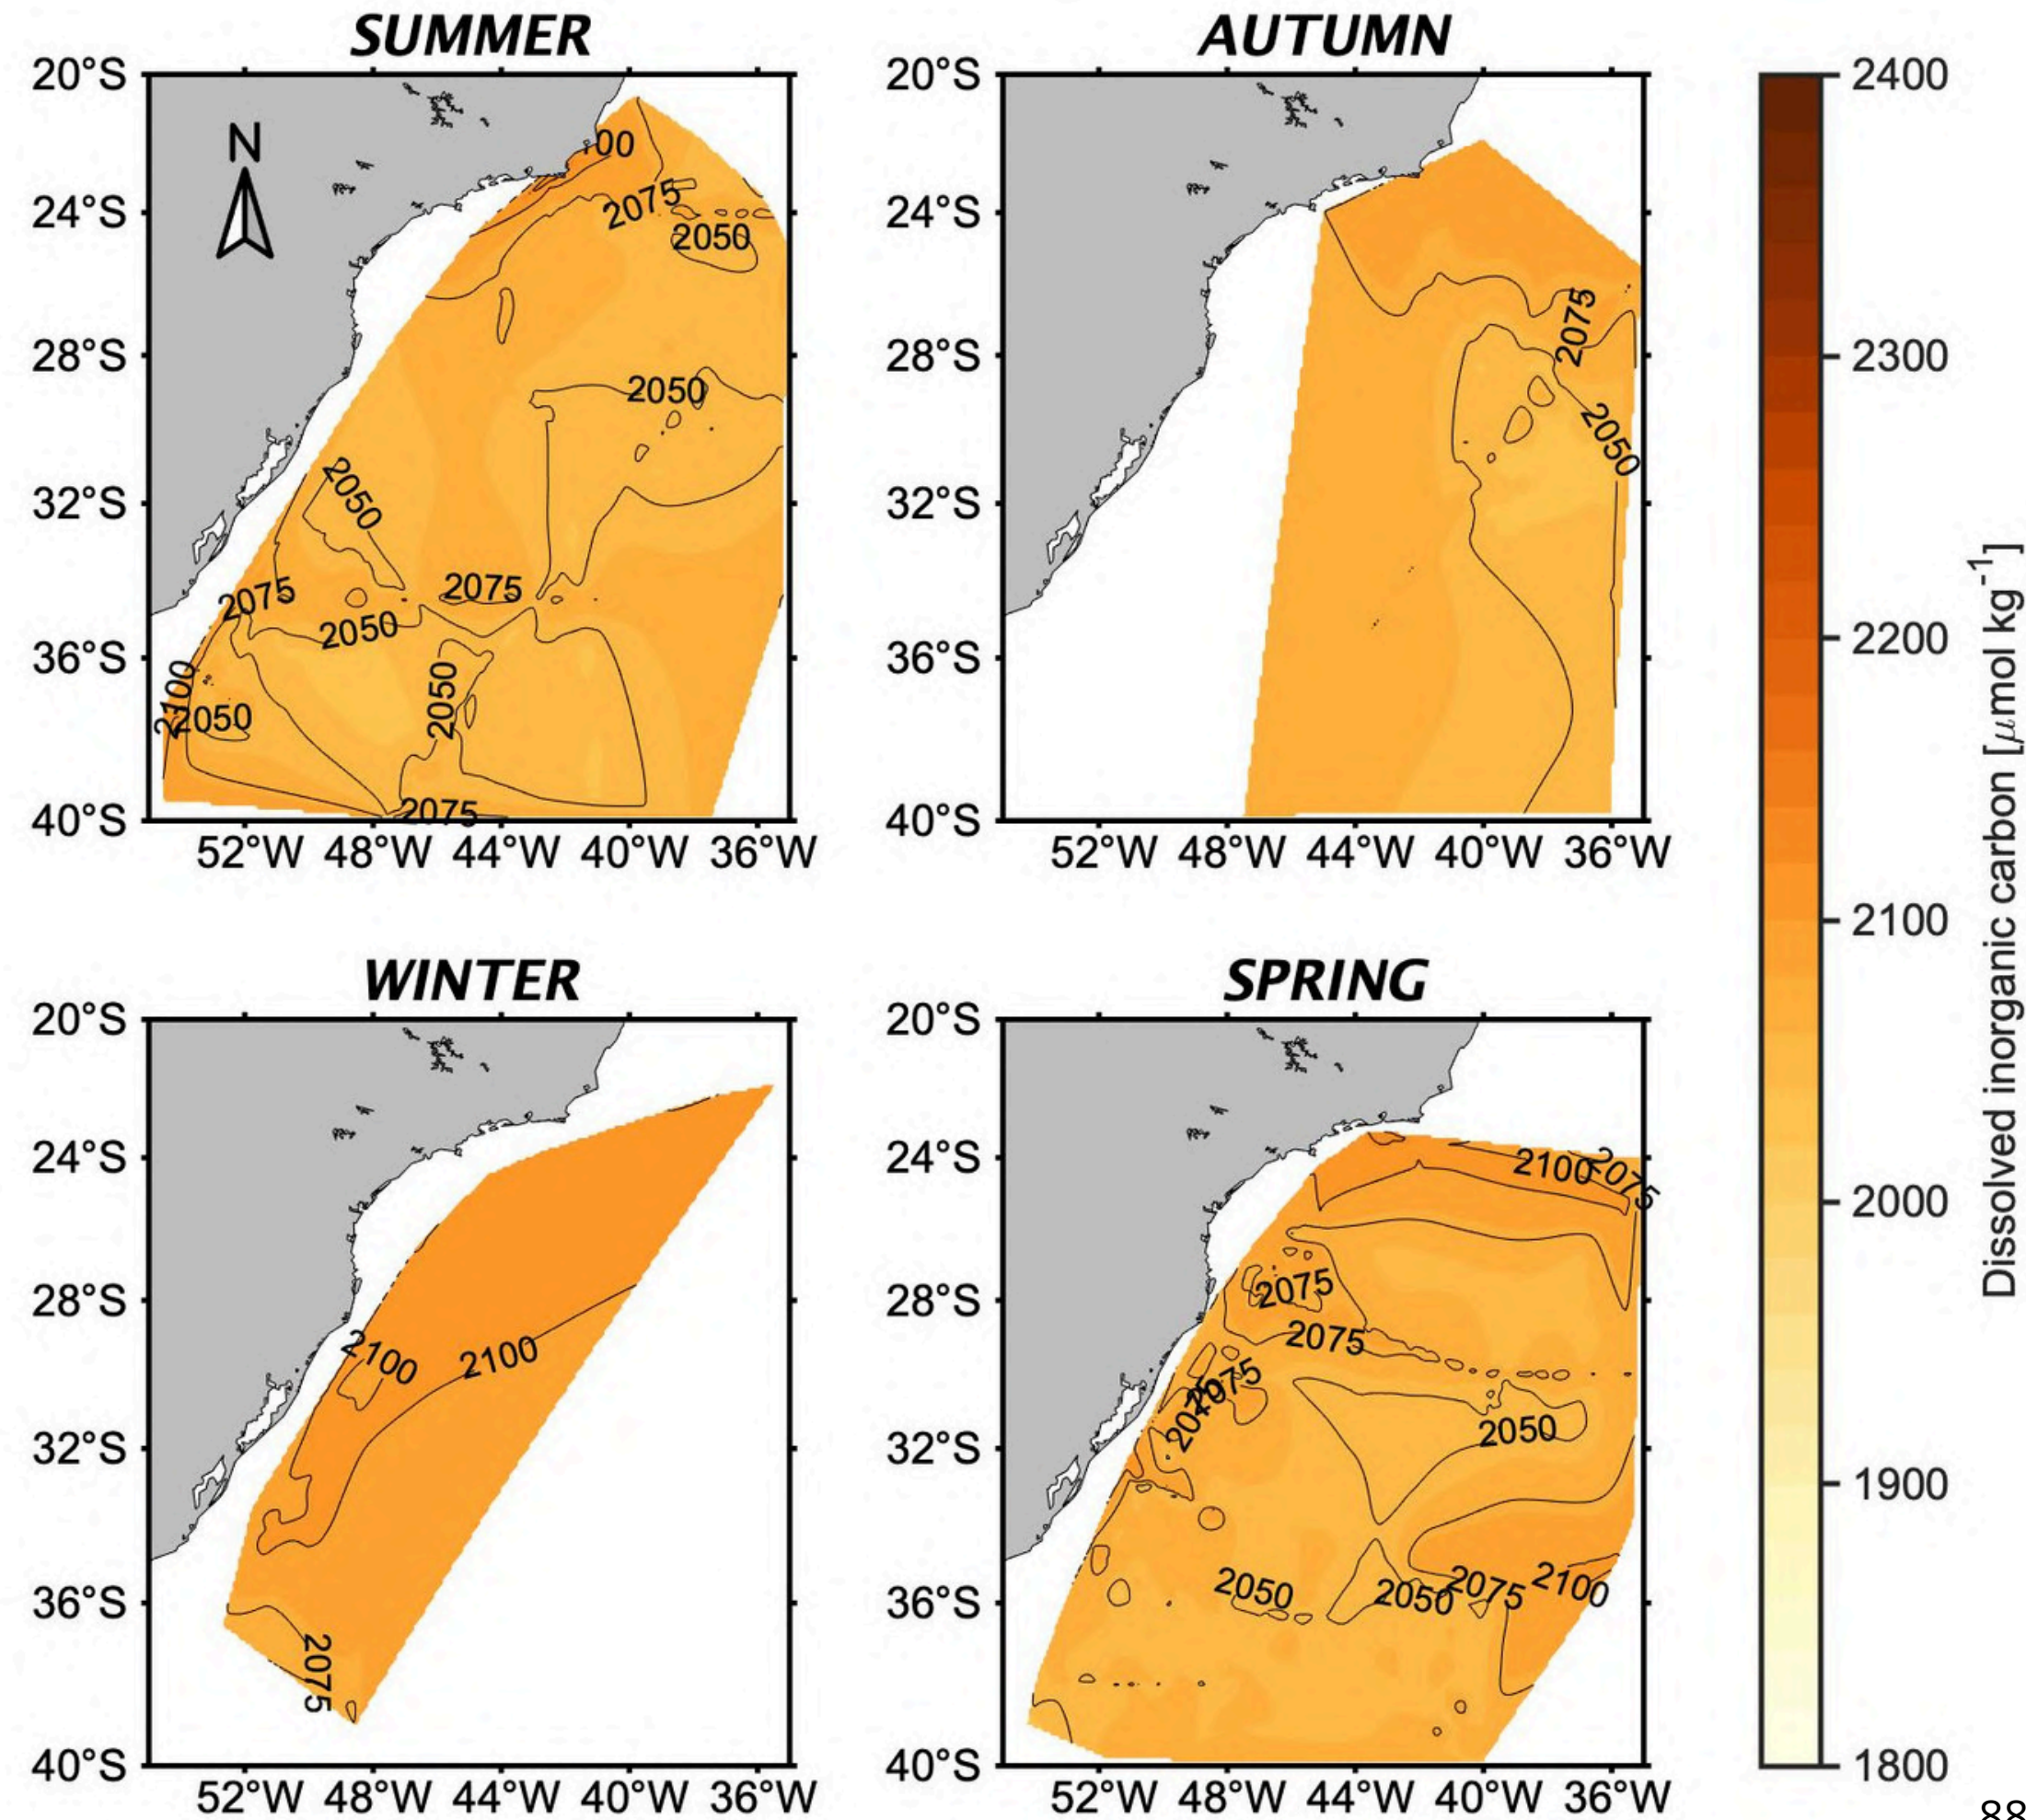 SUMMER
AUTUMN
20°S
24°S
28°S
32°S
36°S
40°S
N
00
2075
2050
2050
2050
2075
2075
2050
2050
2100
2050
2075
52°W 48°W 44°W 40°W 36°W
20°S
24°S
28°S
32°S
36°S
40°S
2075
2050
52°W 48°W 44°W 40°W 36°W
WINTER
SPRING
20°S
24°S
28°S
32°S
36°S
40°S
2100
2100
2075
52°W 48°W 44°W 40°W 36°W
20°S
24°S
28°S
32°S
36°S
40°S
2100
2075
2075
2075
2075
2075
2050
2050
2050
2075
2100
52°W 48°W 44°W 40°W 36°W
2400
2300
2200
2100
2000
1900
1800
Dissolved inorganic carbon [μmol kg⁻¹]
88